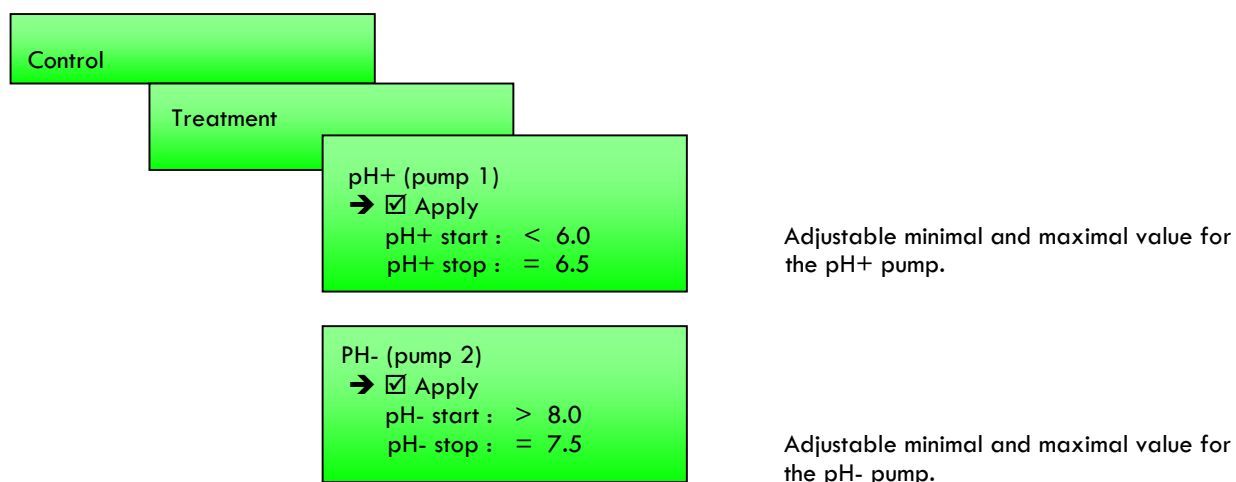 Control
Treatment
pH+ (pump 1)
➔ ☑ Apply
pH+ start : < 6.0
pH+ stop : = 6.5
Adjustable minimal and maximal value for
the pH+ pump.
PH- (pump 2)
➔ ☑ Apply
pH- start : > 8.0
pH- stop : = 7.5
Adjustable minimal and maximal value for
the pH- pump.